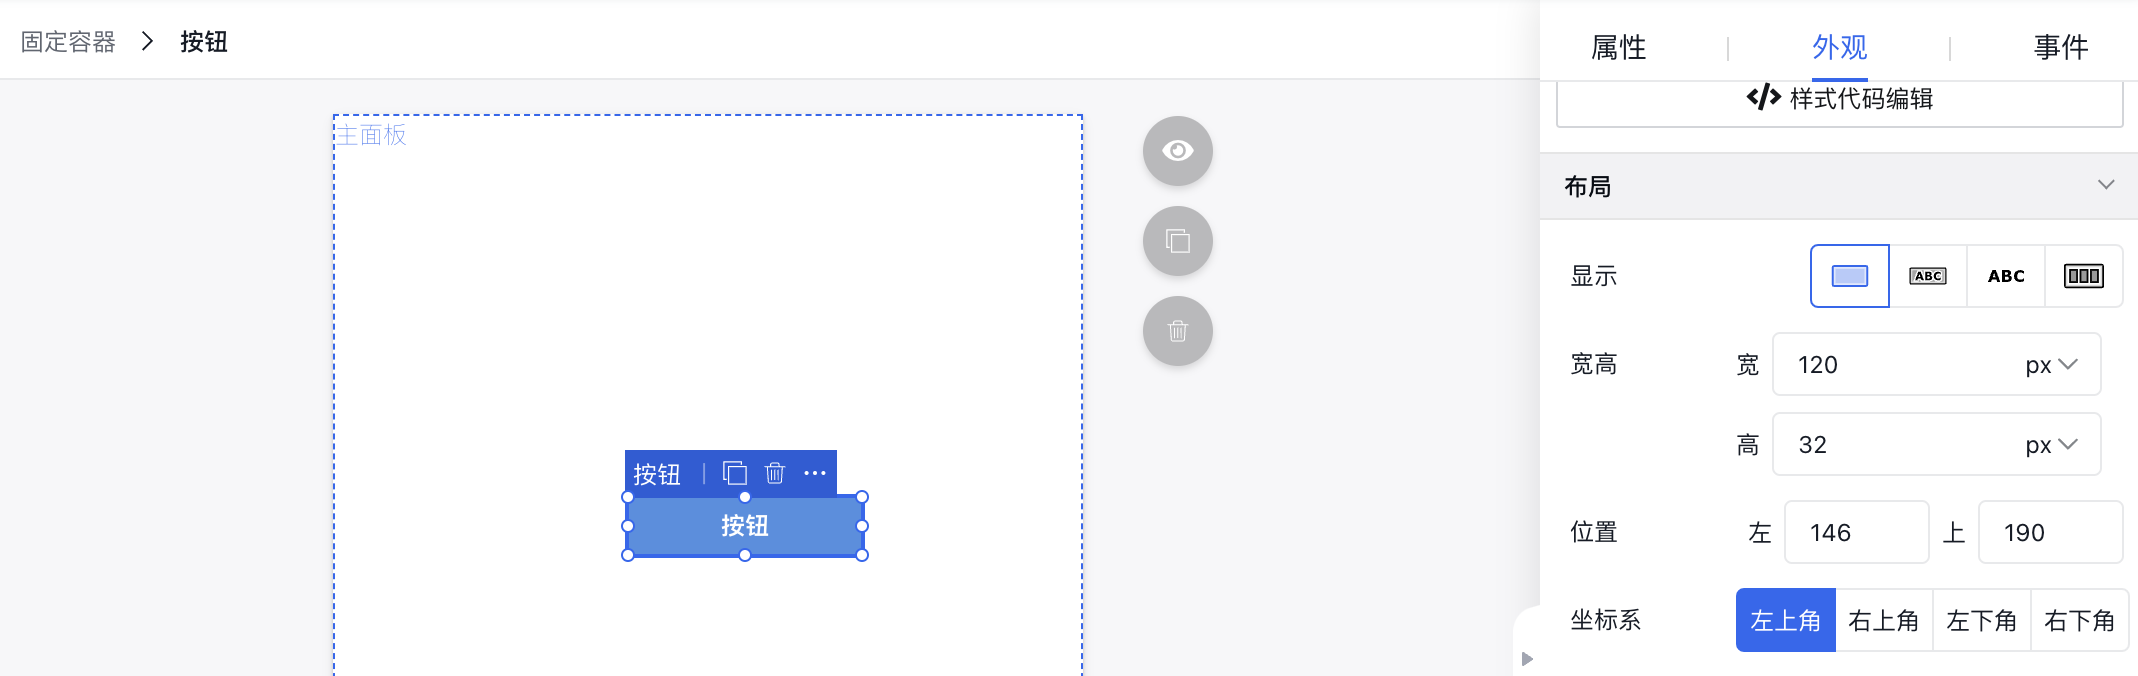 固定容器 > 按钮
属性 | 外观 | 事件
主面板
</> 样式代码编辑
布局
显示 ABC ABC
宽高 宽 120 px
高 32 px
按钮
按钮
位置 左 146 上 190
坐标系 左上角 右上角 左下角 右下角